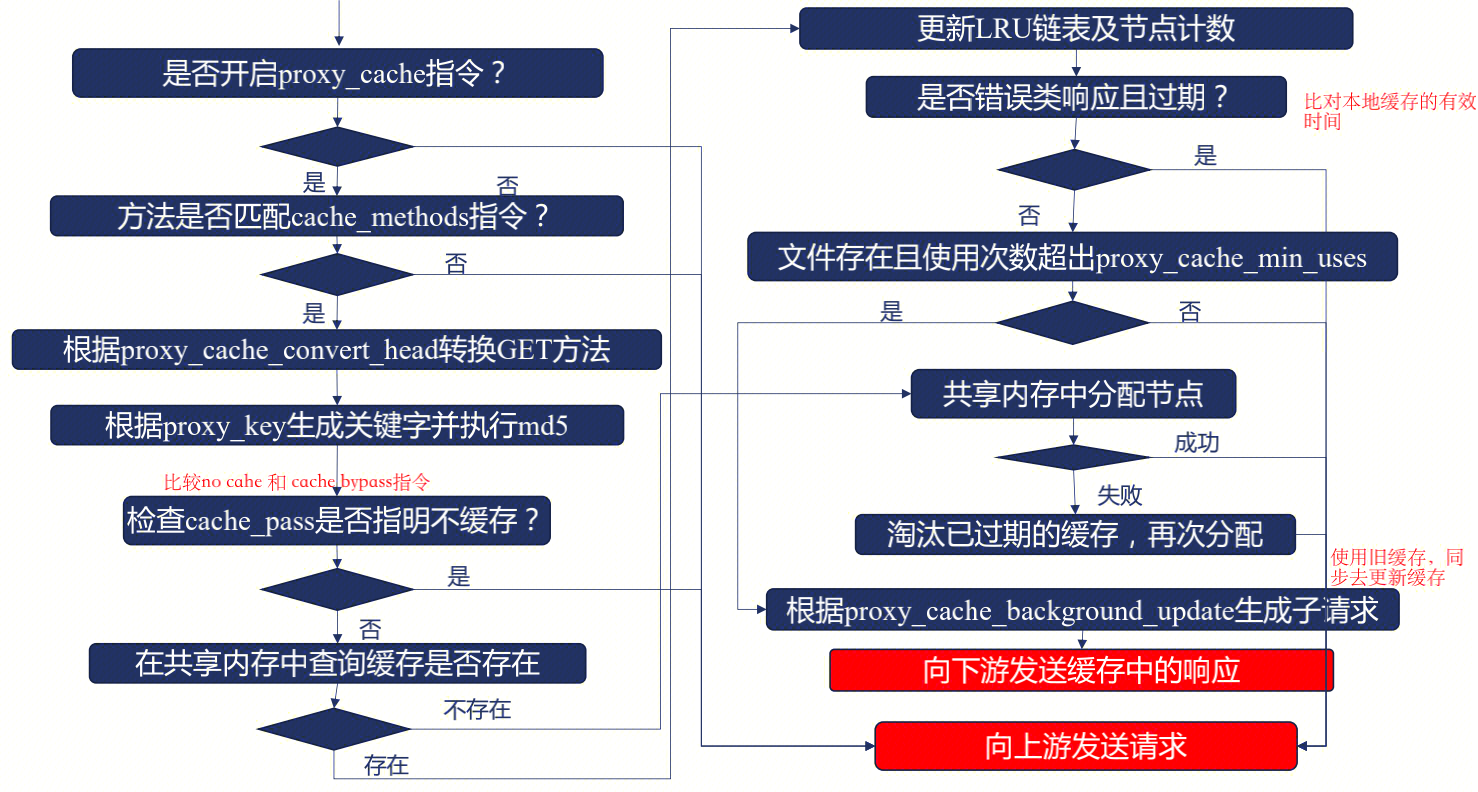 是否开启proxy_cache指令？
是
否
方法是否匹配cache_methods指令？
否
是
根据proxy_cache_convert_head转换GET方法
根据proxy_key生成关键字并执行md5
比较no cahe 和 cache bypass指令
检查cache_pass是否指明不缓存？
是
否
在共享内存中查询缓存是否存在
不存在
存在
更新LRU链表及节点计数
是否错误类响应且过期？
比对本地缓存的有效
时间
是
否
文件存在且使用次数超出proxy_cache_min_uses
是
否
共享内存中分配节点
成功
失败
淘汰已过期的缓存，再次分配
使用旧缓存，同
步去更新缓存
根据proxy_cache_background_update生成子请求
向下游发送缓存中的响应
向上游发送请求